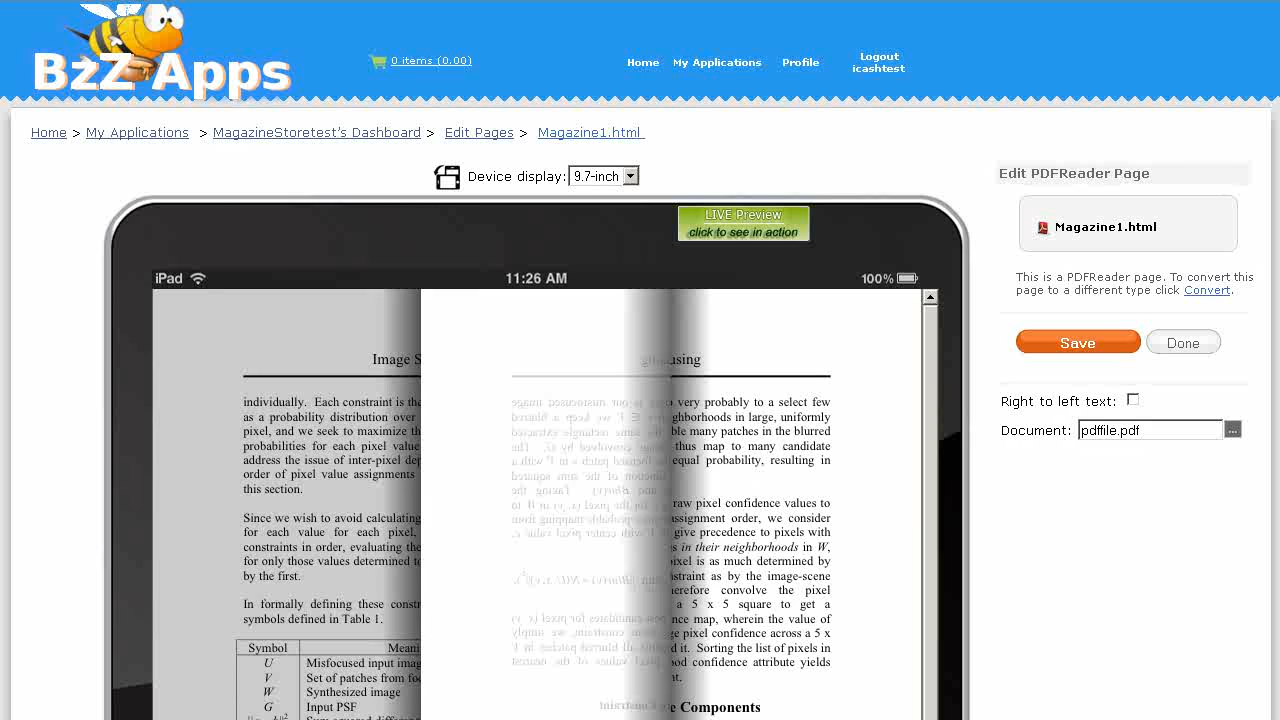 BzZ Apps
0 items (0.00)
Home My Applications Profile Logout
icashtest
Home > My Applications > MagazineStoretest's Dashboard > Edit Pages > Magazine1.html
Device display: 9.7-inch
LIVE Preview
click to see in action
iPad 11:26 AM 100%
Image S
using
individually. Each constraint is the
as a probability distribution over
pixel, and we seek to maximize th
probabilities for each pixel value
address the issue of inter-pixel dep
order of pixel value assignments
this section.
Since we wish to avoid calculating
for each value for each pixel,
constraints in order, evaluating the
for only those values determined to
by the first.
In formally defining these constr
symbols defined in Table 1.
Symbol Meani
U Misfocused input imag
V Set of patches from foc
W Synthesized image
G Input PSF
very probably to a select few
ghborhoods in large, uniformly
ble many patches in the blurred
thus map to many candidate
equal probability, resulting in
raw pixel confidence values to
assignment order, we consider
give precedence to pixels with
s in their neighborhoods in W,
pixel is as much determined by
straint as by the image-scene
herefore convolve the pixel
a 5 x 5 square to get a
nce map, wherein the value of
ge pixel confidence across a 5 x
d it. Sorting the list of pixels in
ood confidence attribute yields
nt.
e Components
Edit PDFReader Page
Magazine1.html
This is a PDFReader page. To convert this
page to a different type click Convert.
Save Done
Right to left text:
Document: pdffile.pdf ...